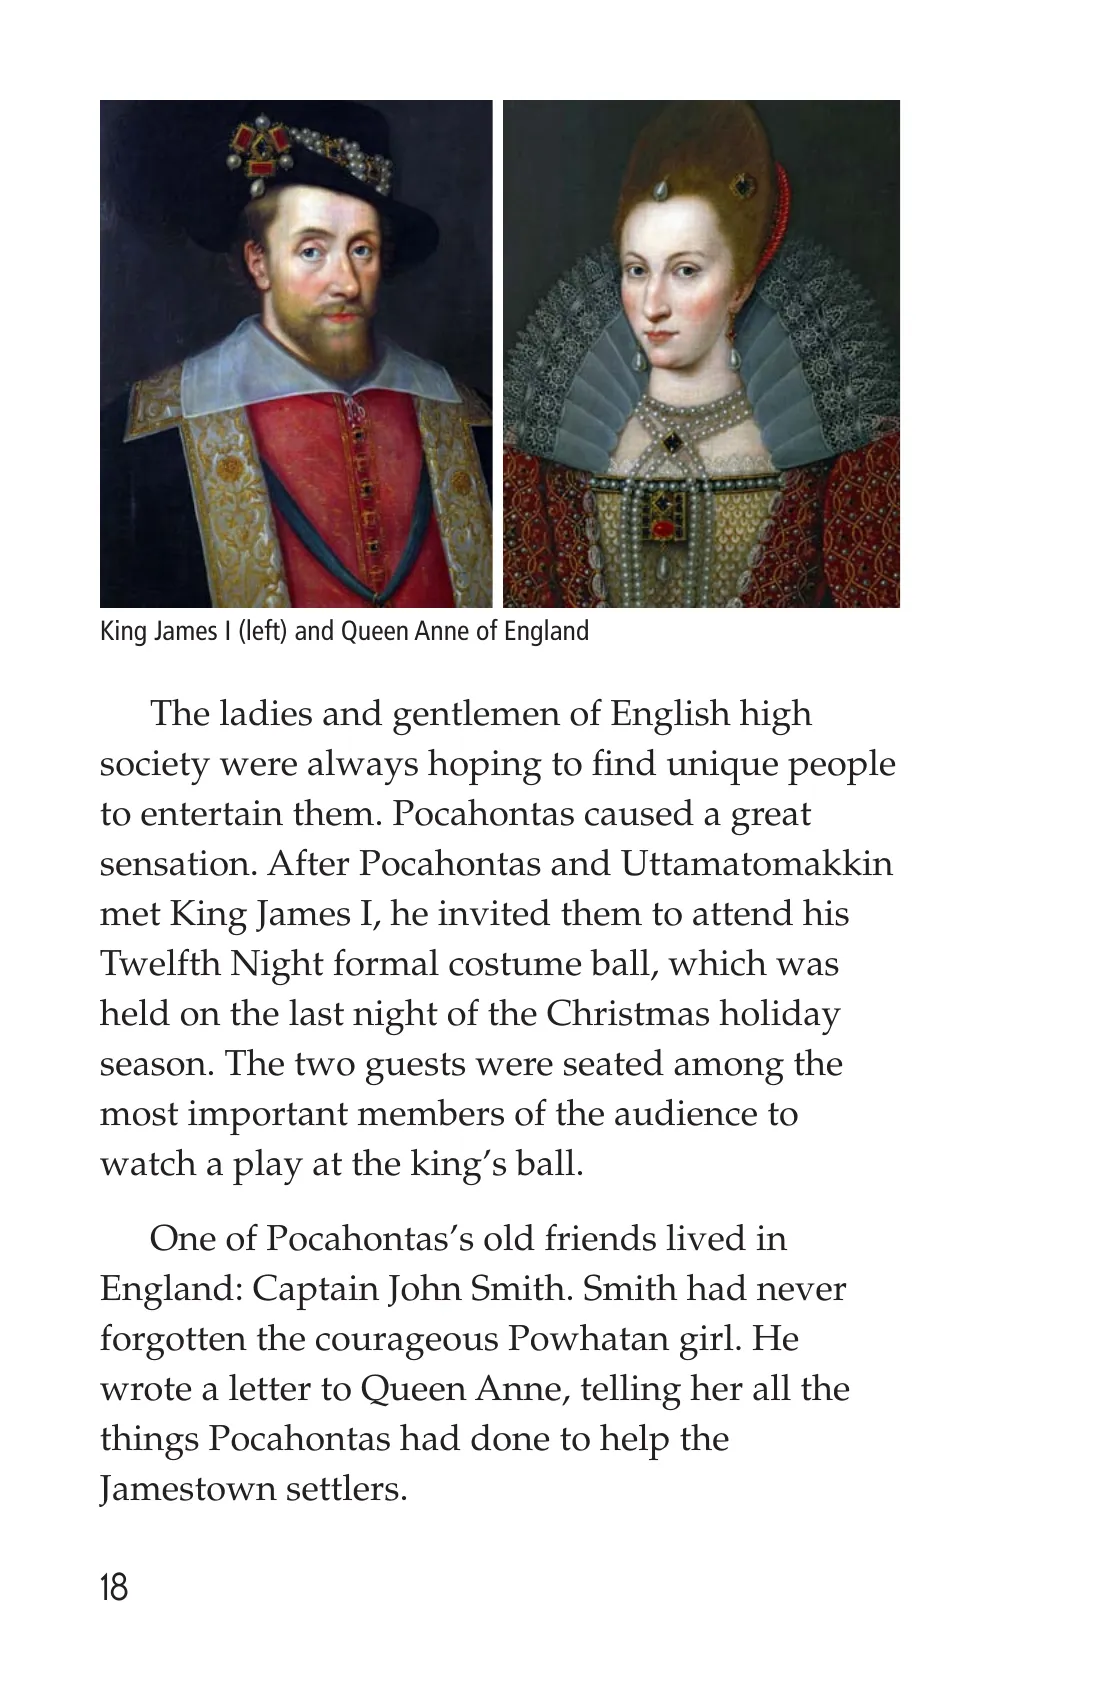 King James I (left) and Queen Anne of England
The ladies and gentlemen of English high
society were always hoping to find unique people
to entertain them. Pocahontas caused a great
sensation. After Pocahontas and Uttamatomakkin
met King James I, he invited them to attend his
Twelfth Night formal costume ball, which was
held on the last night of the Christmas holiday
season. The two guests were seated among the
most important members of the audience to
watch a play at the king’s ball.
One of Pocahontas’s old friends lived in
England: Captain John Smith. Smith had never
forgotten the courageous Powhatan girl. He
wrote a letter to Queen Anne, telling her all the
things Pocahontas had done to help the
Jamestown settlers.
18